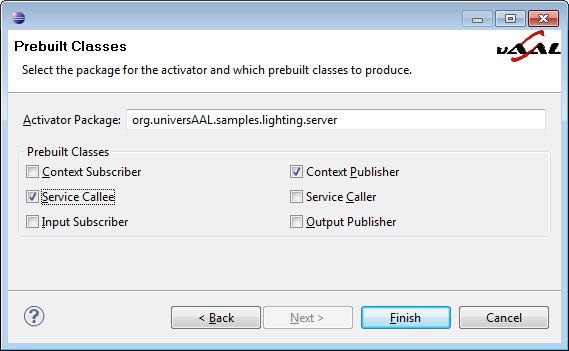 Prebuilt Classes
Select the package for the activator and which prebuilt classes to produce.
uAAL
Activator Package: org.universAAL.samples.lighting.server
Prebuilt Classes
Context Subscriber Context Publisher
Service Callee Service Caller
Input Subscriber Output Publisher
? < Back Next > Finish Cancel